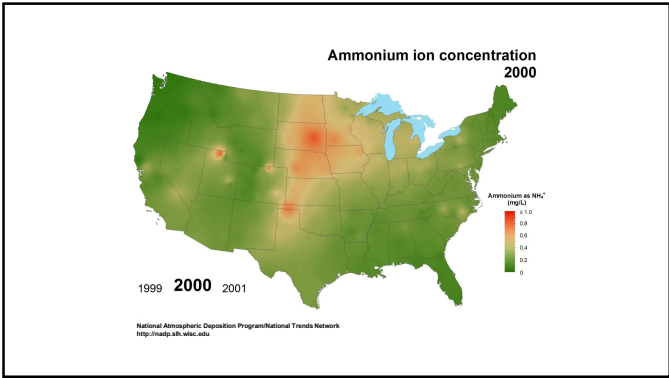 Ammonium ion concentration
2000
Ammonium as NH₄⁺
(mg/L)
≥ 1.0
0.8
0.6
0.4
0.2
0
1999 2000 2001
National Atmospheric Deposition Program/National Trends Network
http://nadp.slh.wisc.edu